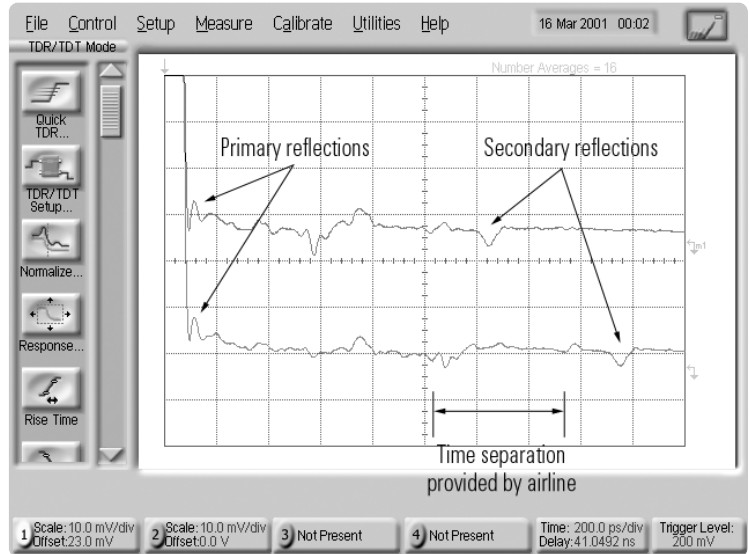 File Control Setup Measure Calibrate Utilities Help 16 Mar 2001 00:02
TDR/TDT Mode
Number Averages = 16
Quick
TDR...
TDR/TDT
Setup...
Normalize...
Response...
Rise Time
Primary reflections
Secondary reflections
m1
Time separation
provided by airline
1 Scale: 10.0 mV/div
Offset:23.0 mV
2 Scale: 10.0 mV/div
Offset:0.0 V
3 Not Present
4 Not Present
Time: 200.0 ps/div
Delay:41.0492 ns
Trigger Level:
200 mV